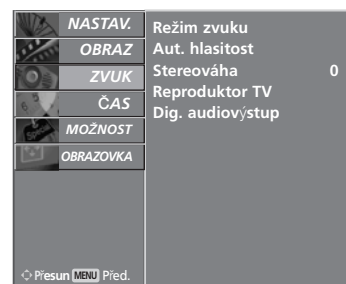 NASTAV.
OBRAZ
ZVUK
ČAS
MOŽNOST
OBRAZOVKA
Přesun MENU Před.
Režim zvuku
Aut. hlasitost
Stereováha 0
Reproduktor TV
Dig. audiovýstup